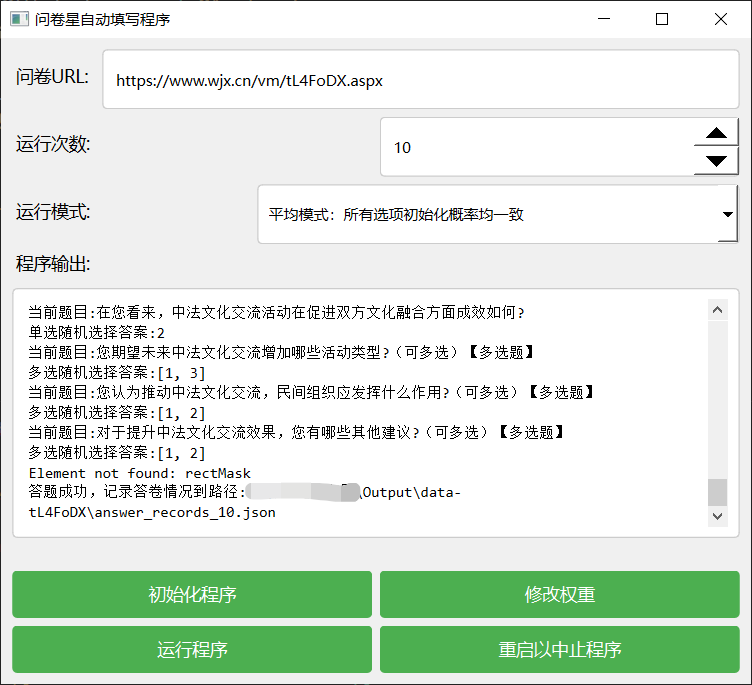 问卷星自动填写程序
问卷URL:
https://www.wjx.cn/vm/tL4FoDX.aspx
运行次数:
10
运行模式:
平均模式：所有选项初始化概率均一致
程序输出:
当前题目:在您看来，中法文化交流活动在促进双方文化融合方面成效如何?
单选随机选择答案:2
当前题目:您期望未来中法文化交流增加哪些活动类型?（可多选）【多选题】
多选随机选择答案:[1, 3]
当前题目:您认为推动中法文化交流，民间组织应发挥什么作用?（可多选）【多选题】
多选随机选择答案:[1, 2]
当前题目:对于提升中法文化交流效果，您有哪些其他建议?（可多选）【多选题】
多选随机选择答案:[1, 2]
Element not found: rectMask
答题成功，记录答卷情况到路径:\Output\data-
tL4FoDX\answer_records_10.json
初始化程序
修改权重
运行程序
重启以中止程序